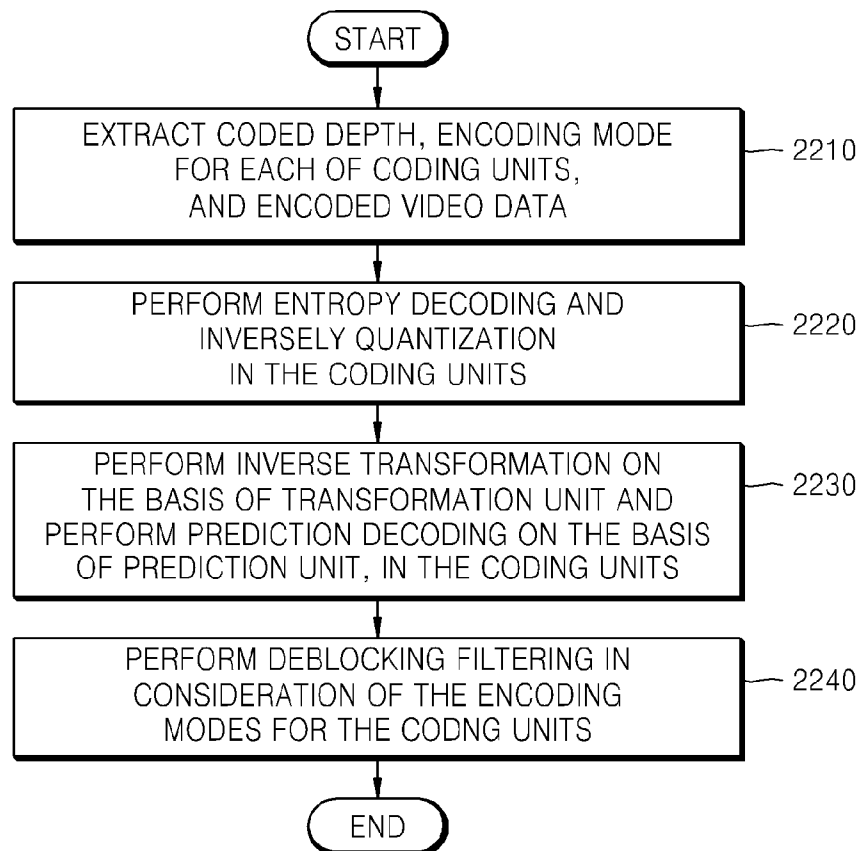 START
EXTRACT CODED DEPTH, ENCODING MODE
FOR EACH OF CODING UNITS,
AND ENCODED VIDEO DATA
2210
PERFORM ENTROPY DECODING AND
INVERSELY QUANTIZATION
IN THE CODING UNITS
2220
PERFORM INVERSE TRANSFORMATION ON
THE BASIS OF TRANSFORMATION UNIT AND
PERFORM PREDICTION DECODING ON THE BASIS
OF PREDICTION UNIT, IN THE CODING UNITS
2230
PERFORM DEBLOCKING FILTERING IN
CONSIDERATION OF THE ENCODING
MODES FOR THE CODNG UNITS
2240
END